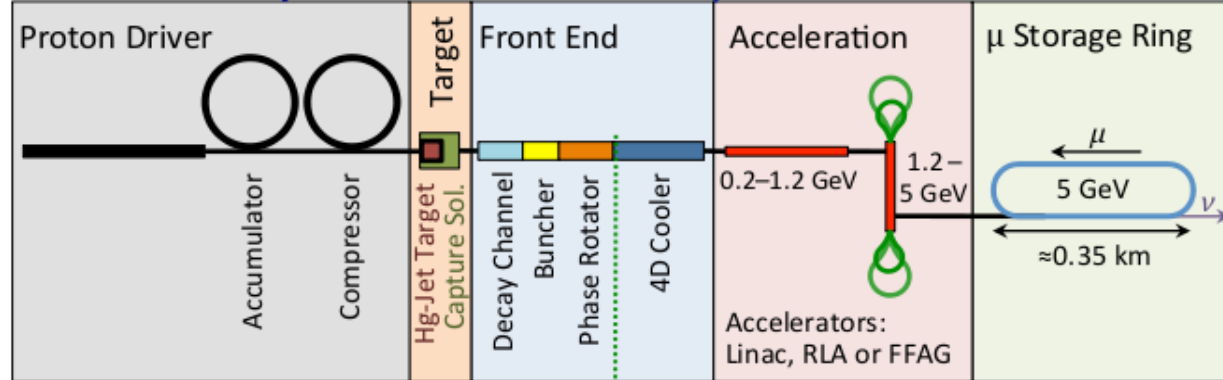 Proton Driver
Accumulator
Compressor
Target
Hg-Jet Target
Capture Sol.
Front End
Decay Channel
Buncher
Phase Rotator
4D Cooler
Acceleration
0.2–1.2 GeV
1.2 –
5 GeV
Accelerators:
Linac, RLA or FFAG
μ Storage Ring
μ
5 GeV
ν
≈0.35 km